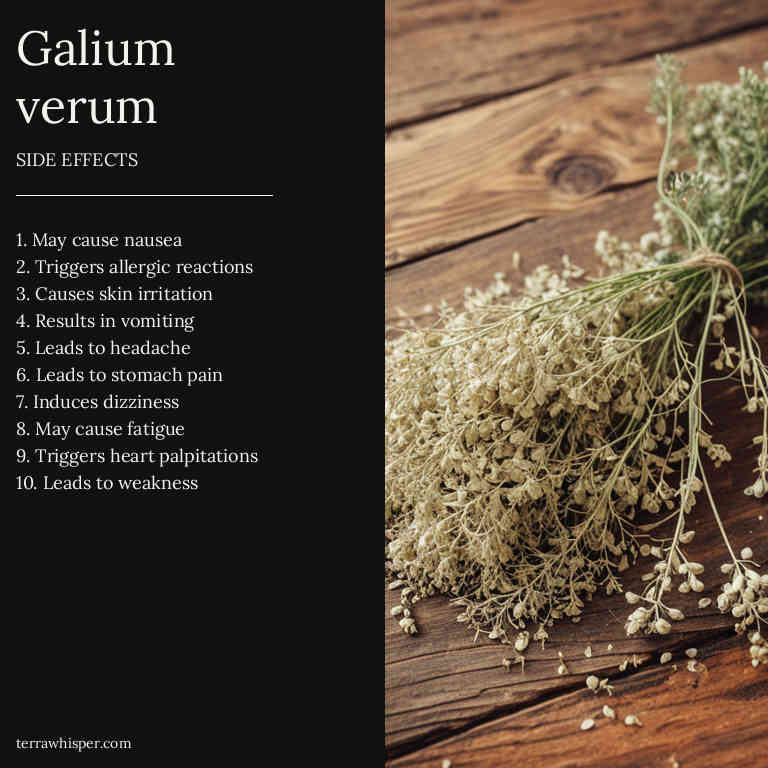 Galium
verum
SIDE EFFECTS
1. May cause nausea
2. Triggers allergic reactions
3. Causes skin irritation
4. Results in vomiting
5. Leads to headache
6. Leads to stomach pain
7. Induces dizziness
8. May cause fatigue
9. Triggers heart palpitations
10. Leads to weakness
terrawhisper.com